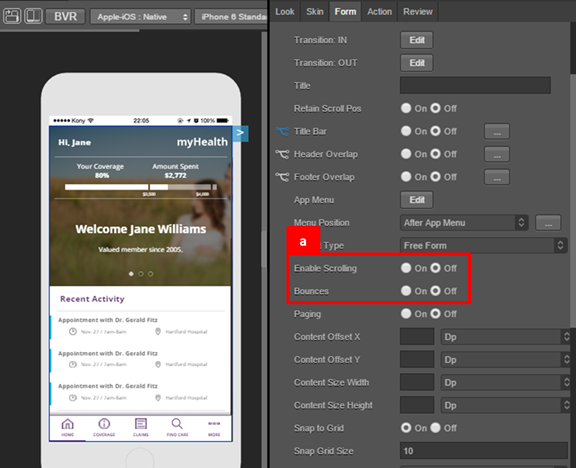 BVR
Apple-iOS : Native
iPhone 6 Standa
Look Skin Form Action Review
Transition: IN Edit
Transition: OUT Edit
Title
Retain Scroll Pos On Off
Title Bar On Off ...
Header Overlap On Off ...
Footer Overlap On Off ...
App Menu Edit
Menu Position After App Menu ...
a
Type Free Form
Enable Scrolling On Off
Bounces On Off
Paging On Off
Content Offset X Dp
Content Offset Y Dp
Content Size Width Dp
Content Size Height Dp
Snap to Grid On Off
Snap Grid Size 10
Kony 22:05 100%
>
Hi, Jane myHealth
Your Coverage Amount Spent
80% $2,772
$5,000 $6,000
Welcome Jane Williams
Valued member since 2005.
Recent Activity
Appointment with Dr. Gerald Fitz
Nov. 27 7am-8am Hartford Hospital
Appointment with Dr. Gerald Fitz
Nov. 27 7am-8am Hartford Hospital
Appointment with Dr. Gerald Fitz
Nov. 27 7am-8am Hartford Hospital
HOME COVERAGE CLAIMS FIND CARE MORE